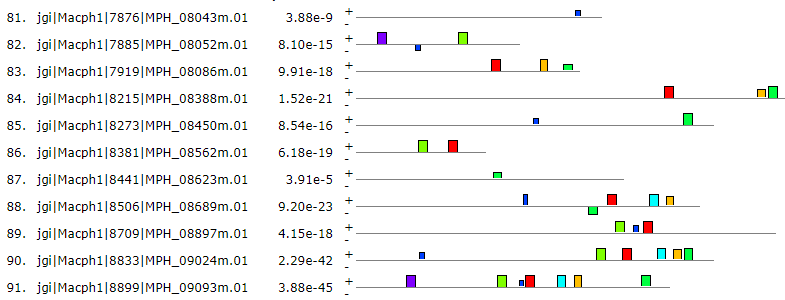 81. jgi|Macph1|7876|MPH_08043m.01 3.88e-9 + -
82. jgi|Macph1|7885|MPH_08052m.01 8.10e-15 + -
83. jgi|Macph1|7919|MPH_08086m.01 9.91e-18 + -
84. jgi|Macph1|8215|MPH_08388m.01 1.52e-21 + -
85. jgi|Macph1|8273|MPH_08450m.01 8.54e-16 + -
86. jgi|Macph1|8381|MPH_08562m.01 6.18e-19 + -
87. jgi|Macph1|8441|MPH_08623m.01 3.91e-5 + -
88. jgi|Macph1|8506|MPH_08689m.01 9.20e-23 + -
89. jgi|Macph1|8709|MPH_08897m.01 4.15e-18 + -
90. jgi|Macph1|8833|MPH_09024m.01 2.29e-42 + -
91. jgi|Macph1|8899|MPH_09093m.01 3.88e-45 + -